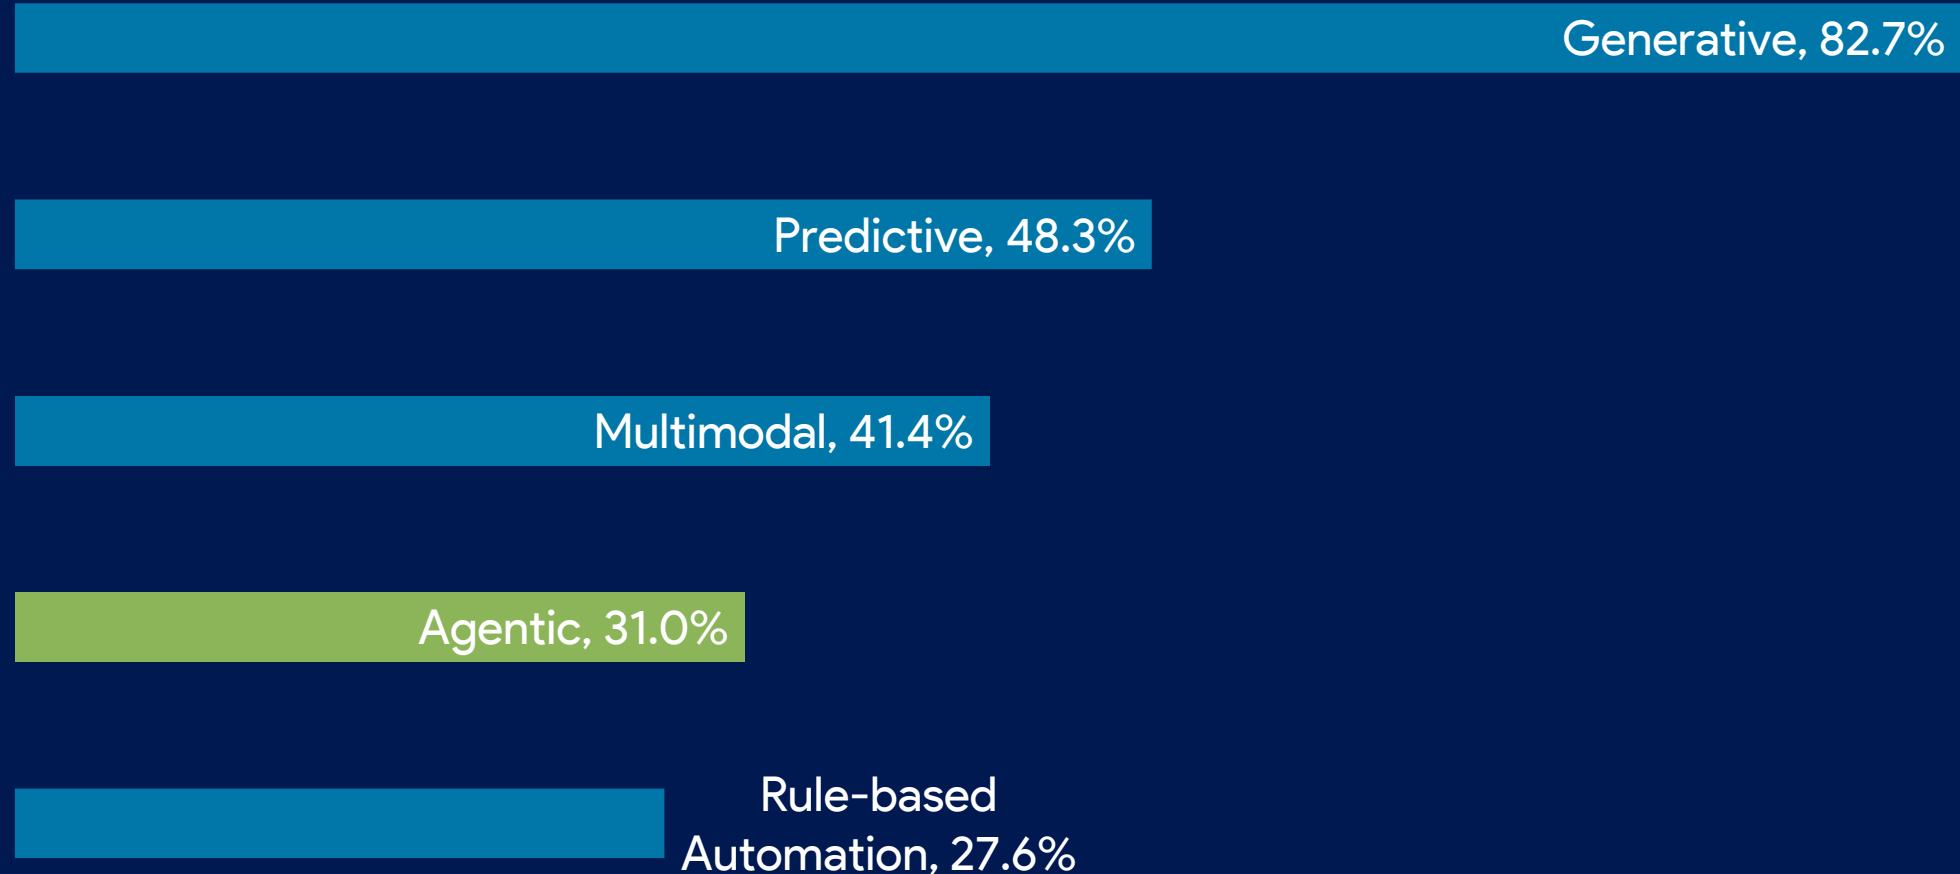 Generative, 82.7%
Predictive, 48.3%
Multimodal, 41.4%
Agentic, 31.0%
Rule-based
Automation, 27.6%